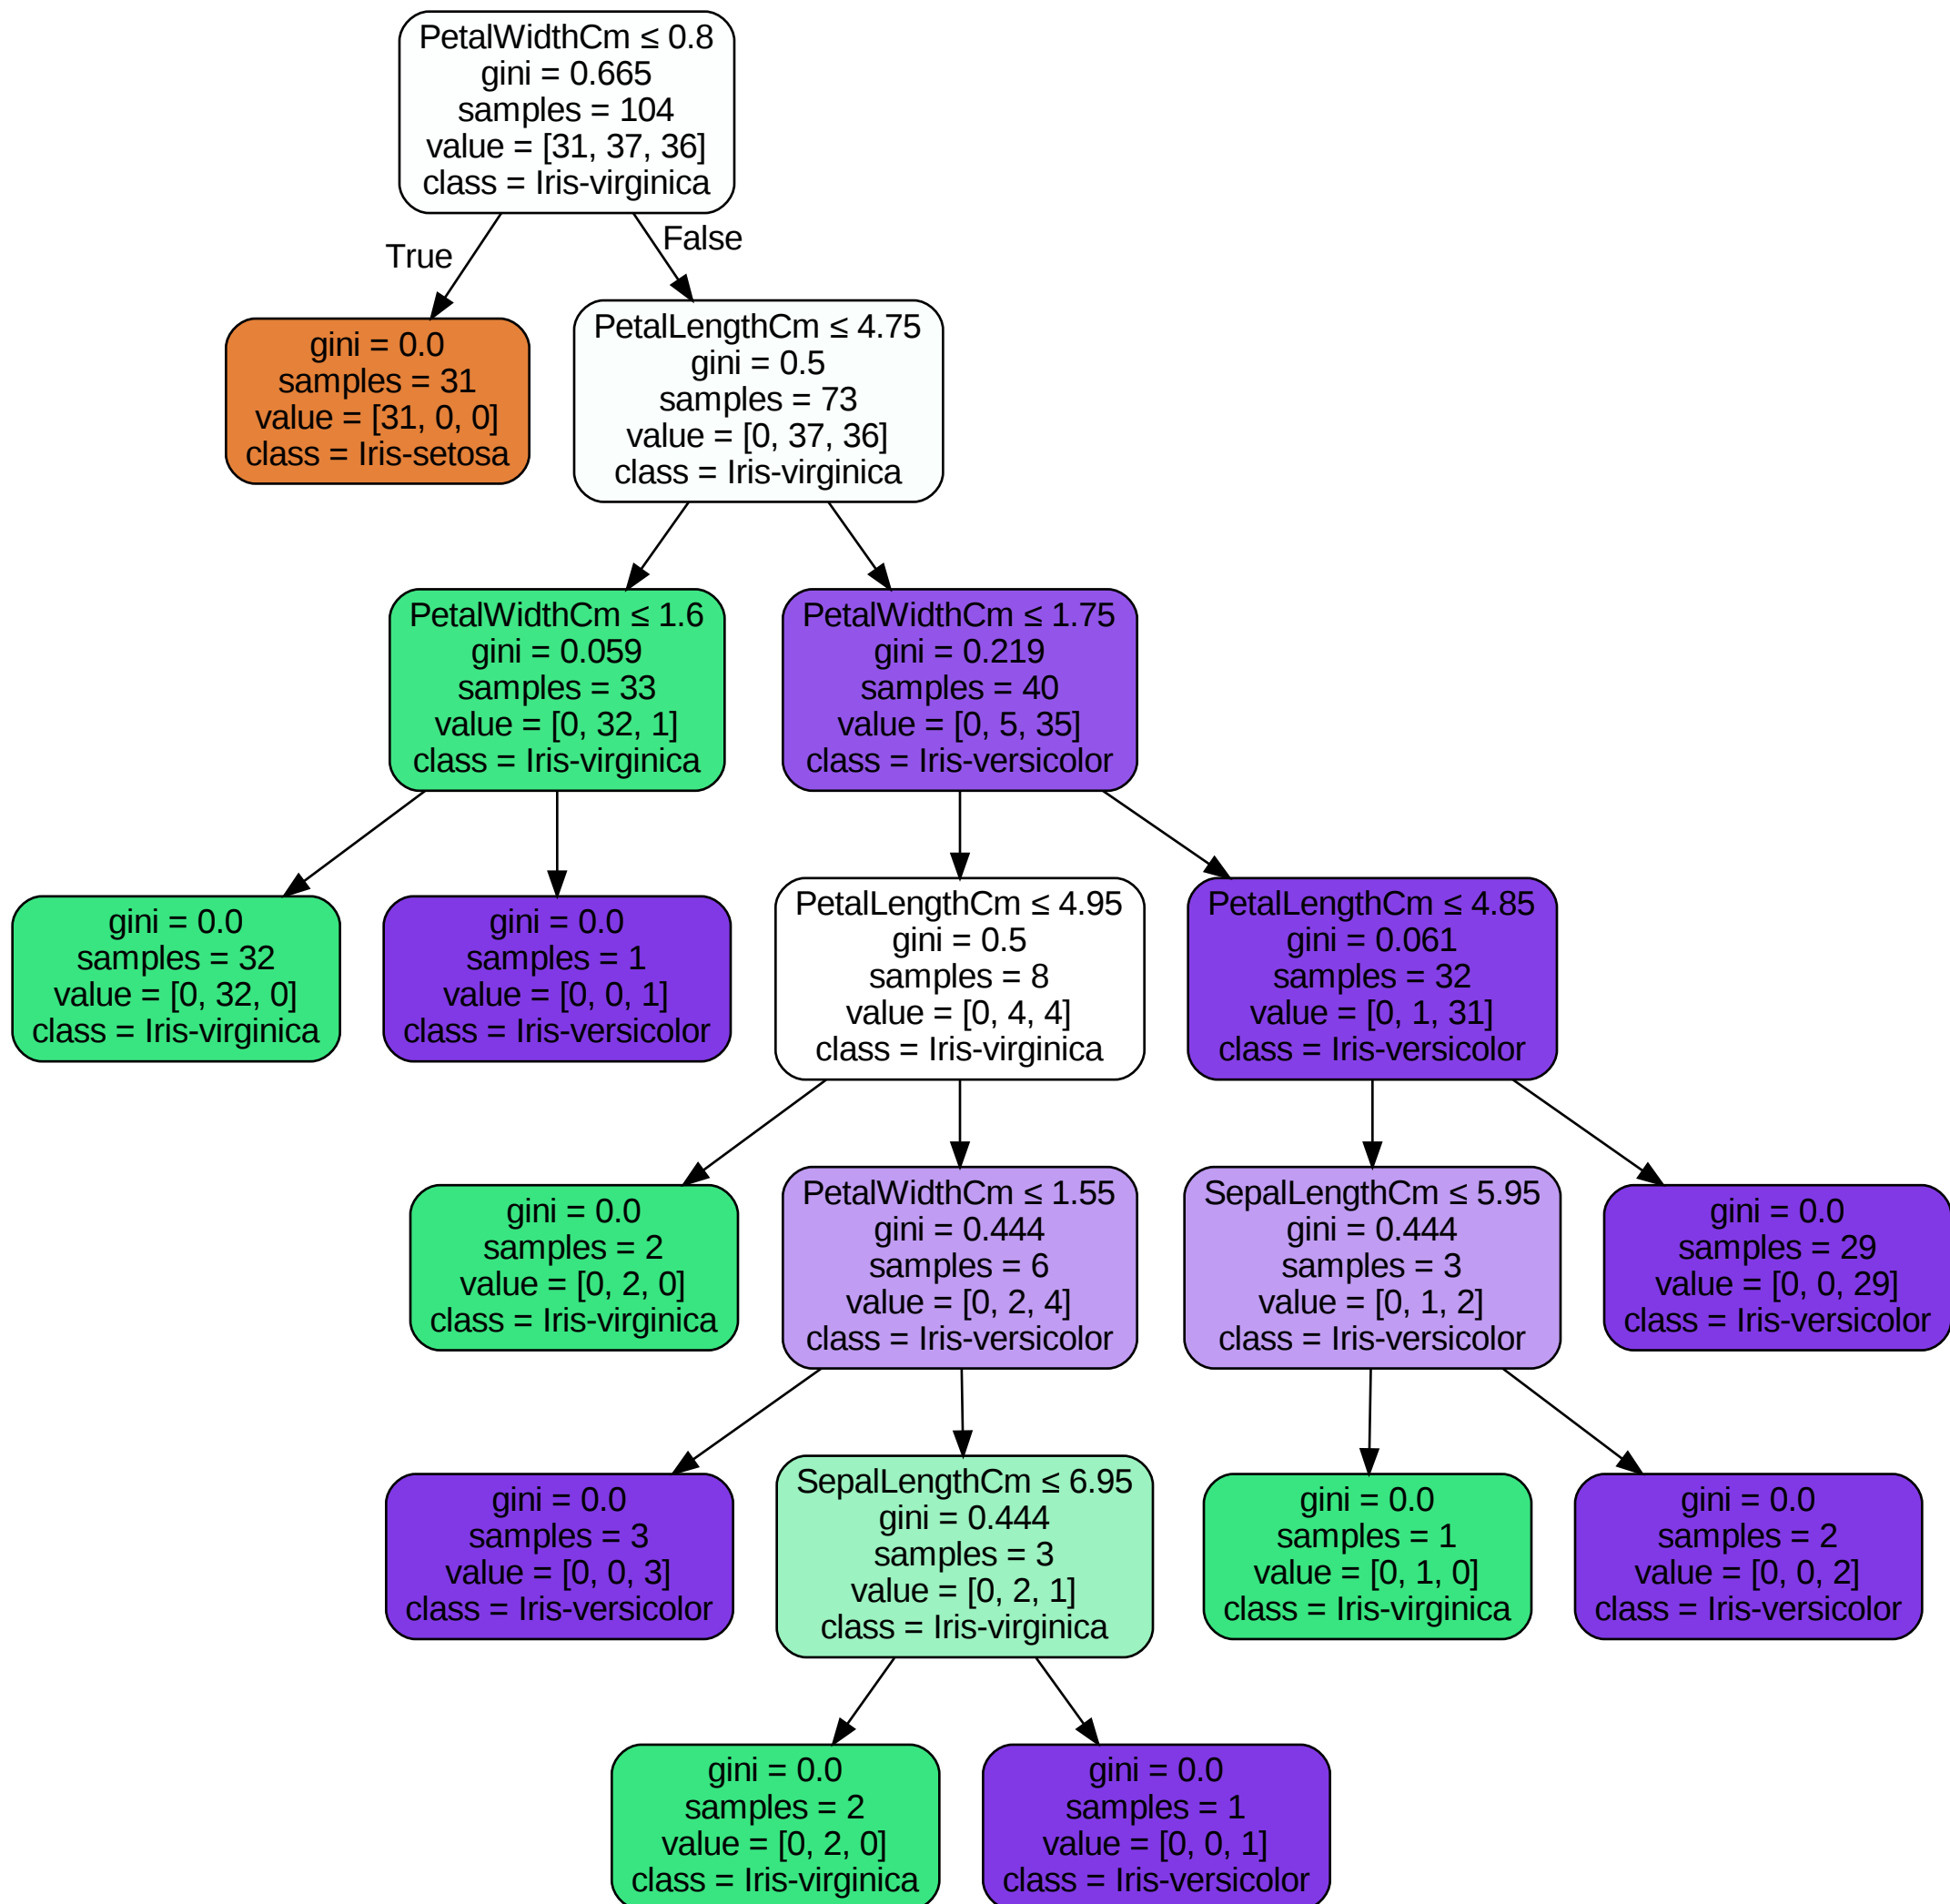 PetalWidthCm ≤ 0.8
gini = 0.665
samples = 104
value = [31, 37, 36]
class = Iris-virginica
True
False
gini = 0.0
samples = 31
value = [31, 0, 0]
class = Iris-setosa
PetalLengthCm ≤ 4.75
gini = 0.5
samples = 73
value = [0, 37, 36]
class = Iris-virginica
PetalWidthCm ≤ 1.6
gini = 0.059
samples = 33
value = [0, 32, 1]
class = Iris-virginica
PetalWidthCm ≤ 1.75
gini = 0.219
samples = 40
value = [0, 5, 35]
class = Iris-versicolor
gini = 0.0
samples = 32
value = [0, 32, 0]
class = Iris-virginica
gini = 0.0
samples = 1
value = [0, 0, 1]
class = Iris-versicolor
PetalLengthCm ≤ 4.95
gini = 0.5
samples = 8
value = [0, 4, 4]
class = Iris-virginica
PetalLengthCm ≤ 4.85
gini = 0.061
samples = 32
value = [0, 1, 31]
class = Iris-versicolor
gini = 0.0
samples = 2
value = [0, 2, 0]
class = Iris-virginica
PetalWidthCm ≤ 1.55
gini = 0.444
samples = 6
value = [0, 2, 4]
class = Iris-versicolor
SepalLengthCm ≤ 5.95
gini = 0.444
samples = 3
value = [0, 1, 2]
class = Iris-versicolor
gini = 0.0
samples = 29
value = [0, 0, 29]
class = Iris-versicolor
gini = 0.0
samples = 3
value = [0, 0, 3]
class = Iris-versicolor
SepalLengthCm ≤ 6.95
gini = 0.444
samples = 3
value = [0, 2, 1]
class = Iris-virginica
gini = 0.0
samples = 1
value = [0, 1, 0]
class = Iris-virginica
gini = 0.0
samples = 2
value = [0, 0, 2]
class = Iris-versicolor
gini = 0.0
samples = 2
value = [0, 2, 0]
class = Iris-virginica
gini = 0.0
samples = 1
value = [0, 0, 1]
class = Iris-versicolor